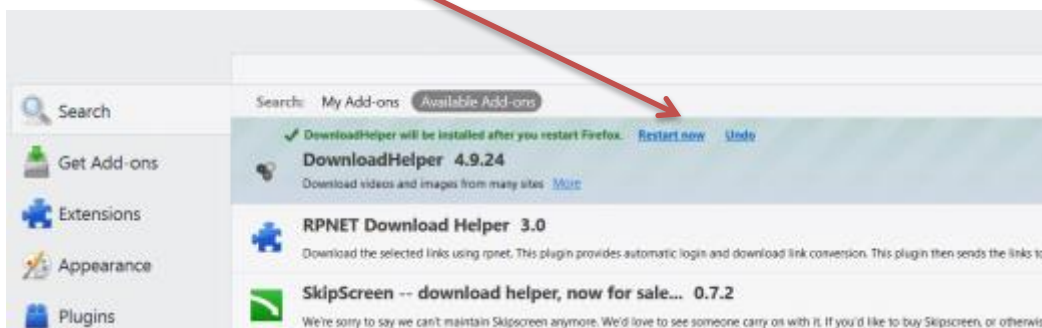 Search
Get Add-ons
Extensions
Appearance
Plugins
Search: My Add-ons Available Add-ons
DownloadHelper will be installed after you restart Firefox. Restart now Undo
DownloadHelper 4.9.24
Download videos and images from many sites More
RPNET Download Helper 3.0
Download the selected links using rpnet. This plugin provides automatic login and download link conversion. This plugin then sends the links to
SkipScreen -- download helper, now for sale... 0.7.2
We're sorry to say we can't maintain Skipscreen anymore. We'd love to see someone carry on with it. If you'd like to buy Skipscreen, or otherwis